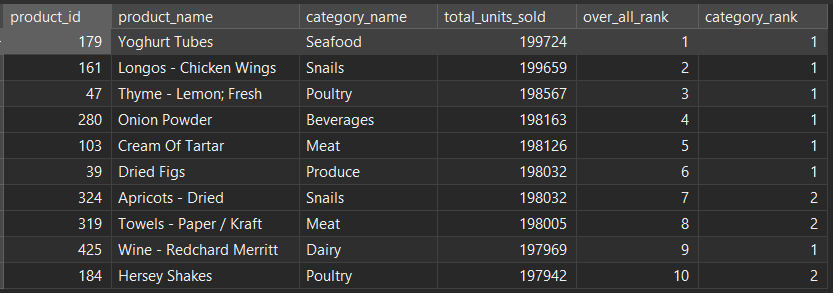 product_id product_name category_name total_units_sold over_all_rank category_rank
179 Yoghurt Tubes Seafood 199724 1 1
161 Longos - Chicken Wings Snails 199659 2 1
47 Thyme - Lemon; Fresh Poultry 198567 3 1
280 Onion Powder Beverages 198163 4 1
103 Cream Of Tartar Meat 198126 5 1
39 Dried Figs Produce 198032 6 1
324 Apricots - Dried Snails 198032 7 2
319 Towels - Paper / Kraft Meat 198005 8 2
425 Wine - Redchard Merritt Dairy 197969 9 1
184 Hersey Shakes Poultry 197942 10 2